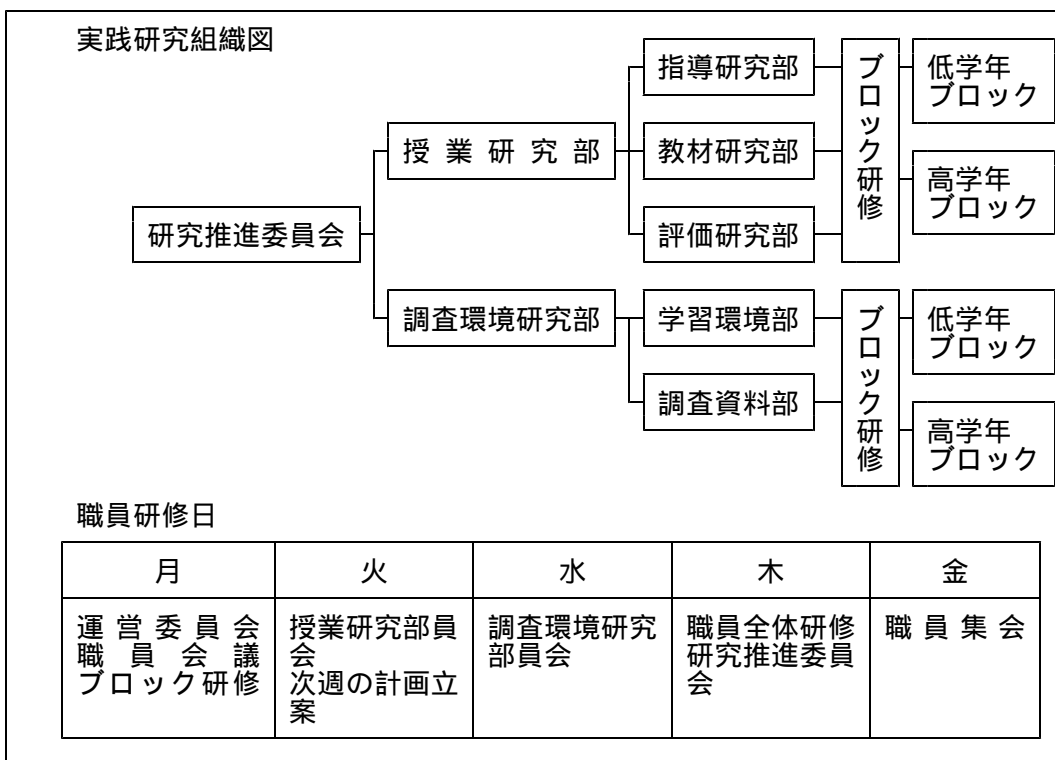 実践研究組織図
指導研究部
ブロック研修
低学年
ブロック
授業研究部
教材研究部
高学年
ブロック
研究推進委員会
評価研究部
調査環境研究部
学習環境部
ブロック研修
低学年
ブロック
調査資料部
高学年
ブロック
職員研修日
月 火 水 木 金
運営委員会
職員会議
ブロック研修
授業研究部員
会
次週の計画立
案
調査環境研究
部員会
職員全体研修
研究推進委員
会
職員集会